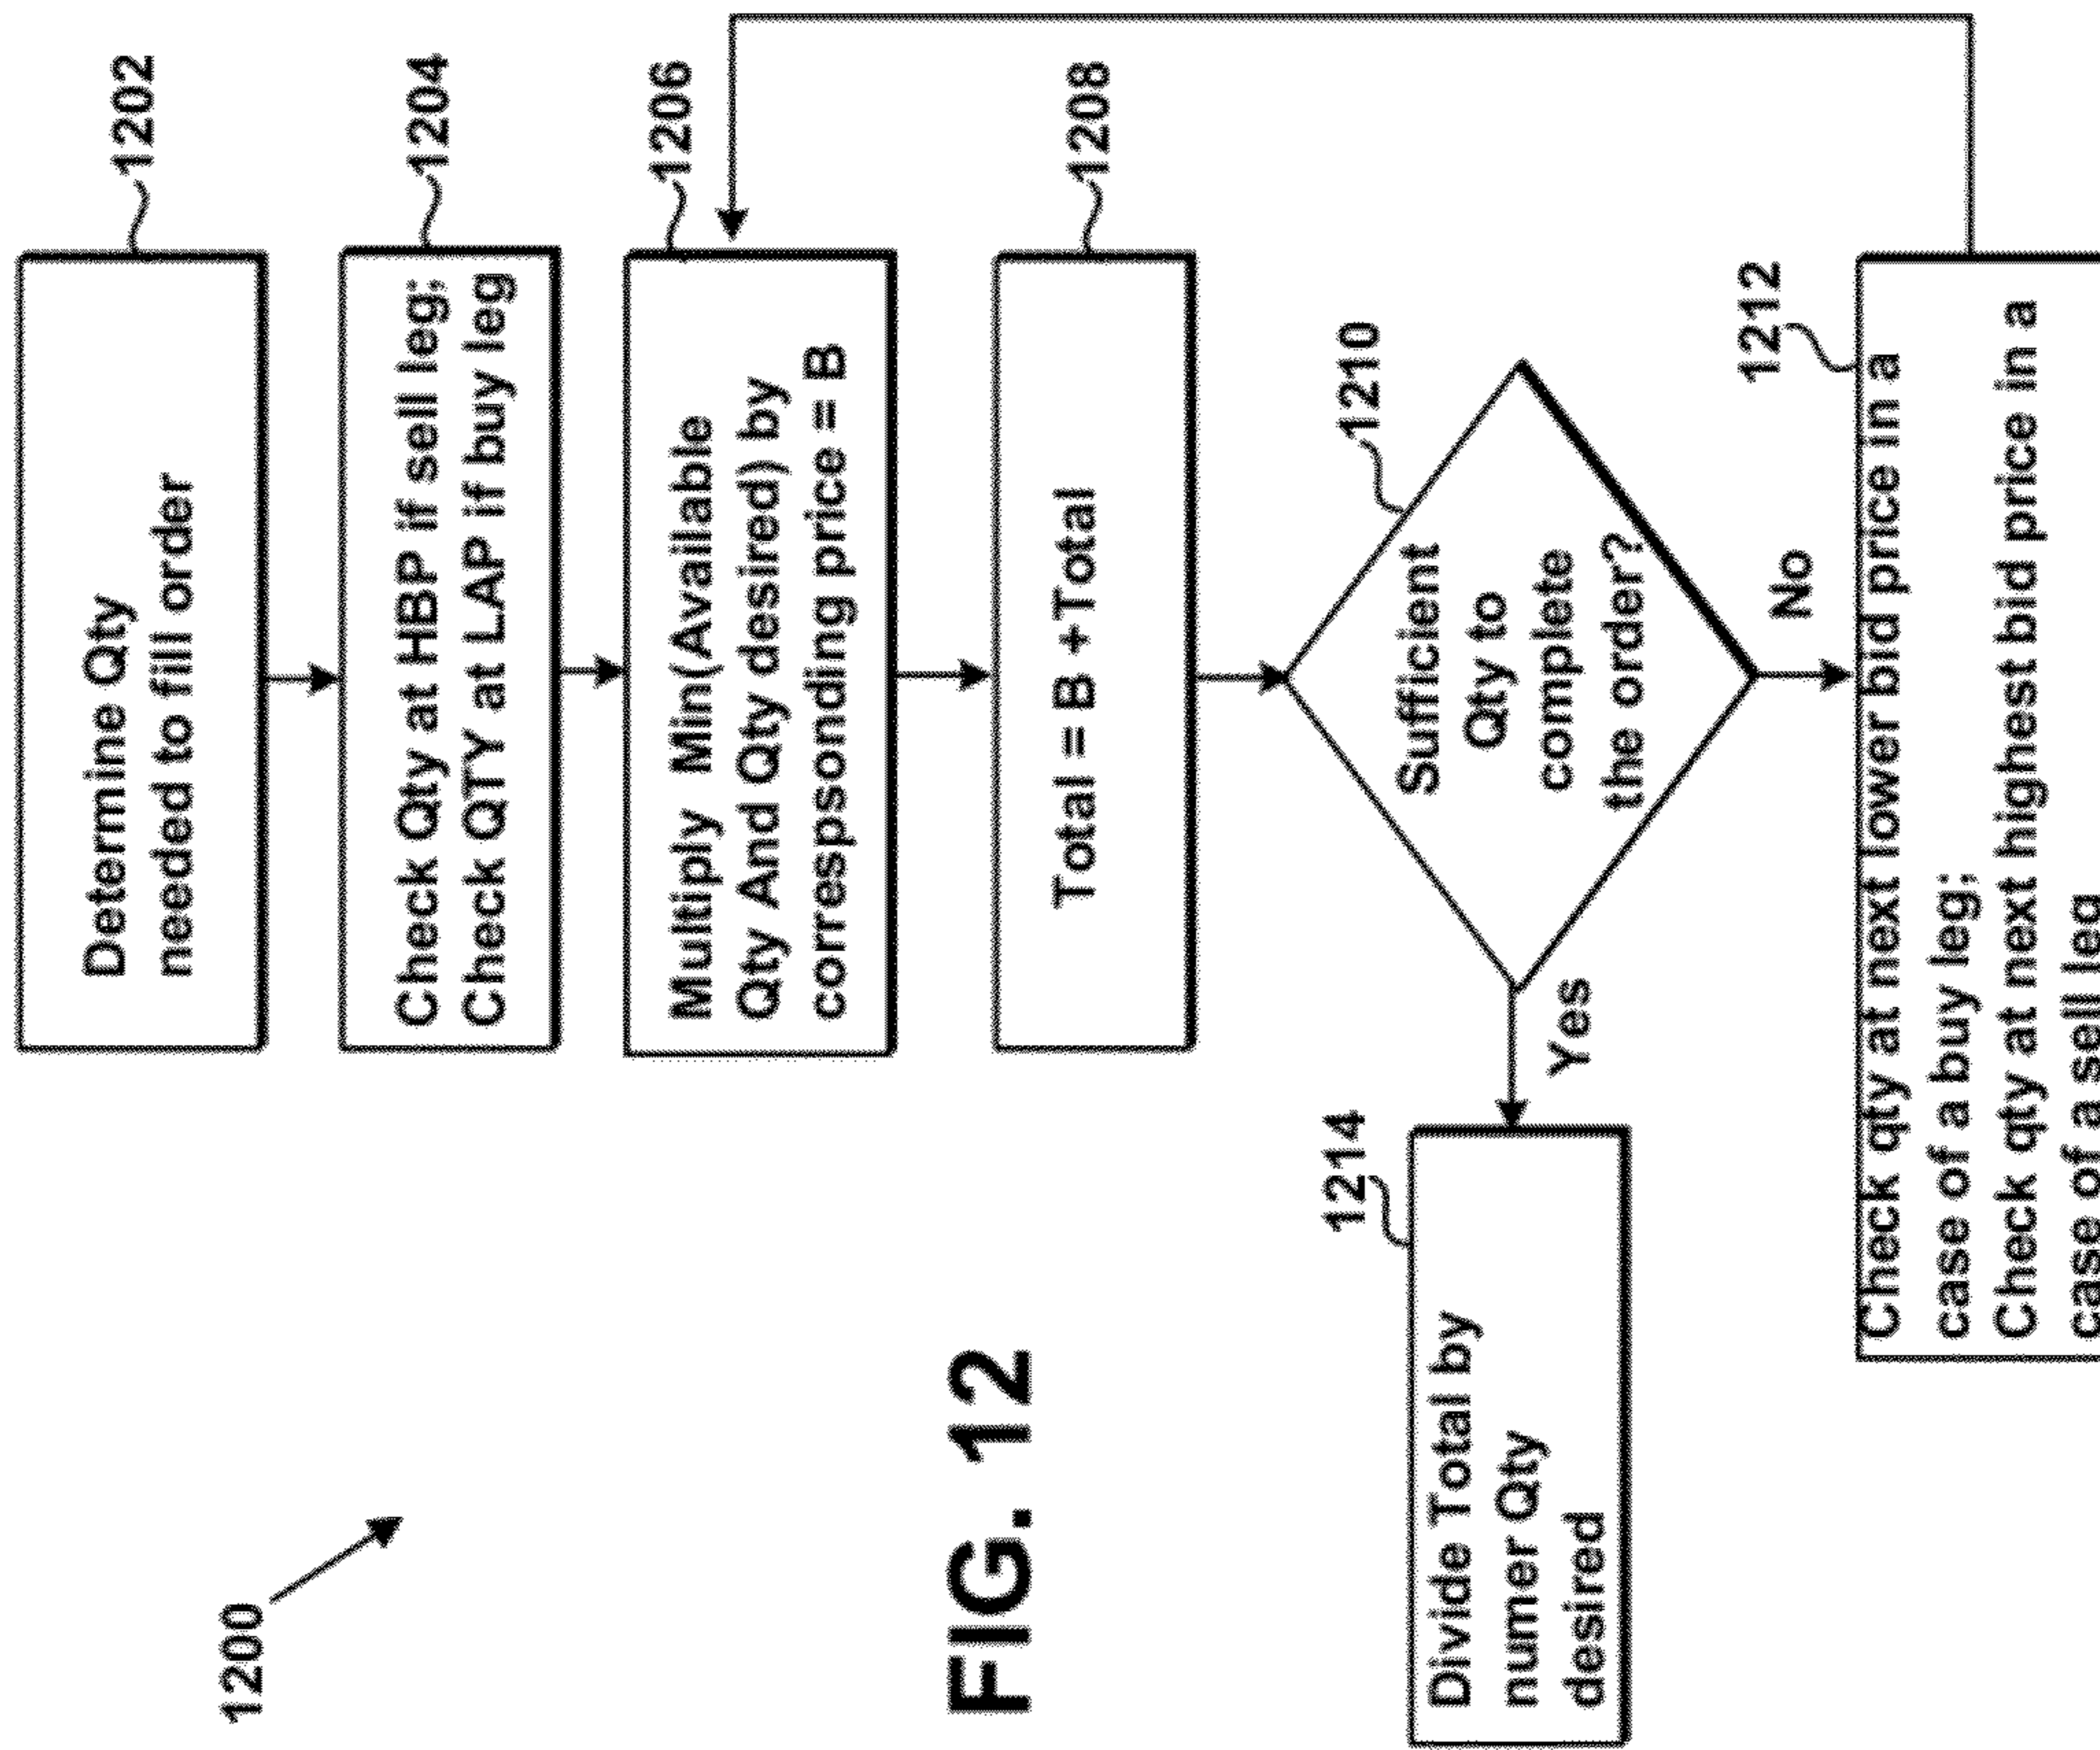 1200
Determine Qty
needed to fill order
1202
Check Qty at HBP if sell leg;
Check QTY at LAP if buy leg
1204
Multiply Min(Available
Qty And Qty desired) by
correspsonding price = B
1206
Total = B +Total
1208
Sufficient
Qty to
complete
the order?
1210
Yes
No
Divide Total by
numer Qty
desired
1214
Check qty at next lower bid price in a
case of a buy leg;
Check qty at next highest bid price in a
case of a sell leg
1212
FIG. 12